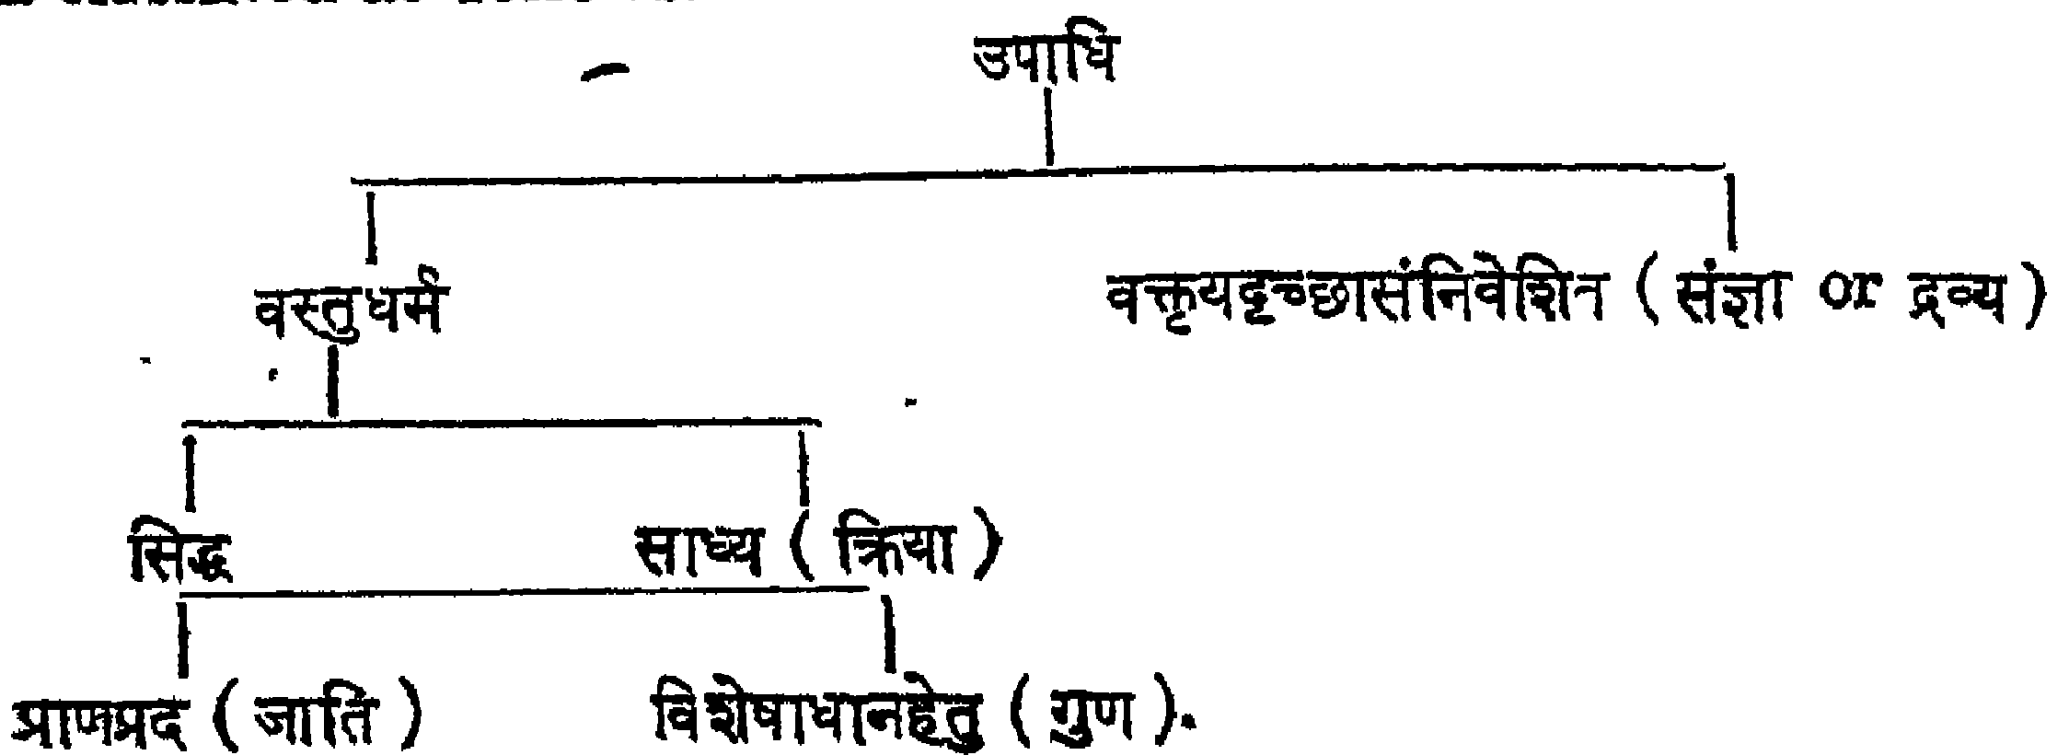 उपाधि
वस्तुधर्म वक्तृयदृच्छासंनिवेशित ( संज्ञा or द्रव्य )
सिद्ध साध्य ( क्रिया )
प्राणप्रद ( जाति ) विशेषाधानहेतु ( गुण ).